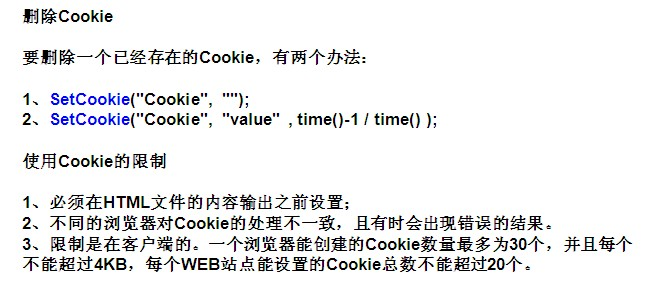 删除Cookie
要删除一个已经存在的Cookie，有两个办法：
1、SetCookie("Cookie", "");
2、SetCookie("Cookie", "value" , time()-1 / time() );
使用Cookie的限制
1、必须在HTML文件的内容输出之前设置；
2、不同的浏览器对Cookie的处理不一致，且有时会出现错误的结果。
3、限制是在客户端的。一个浏览器能创建的Cookie数量最多为30个，并且每个
不能超过4KB，每个WEB站点能设置的Cookie总数不能超过20个。